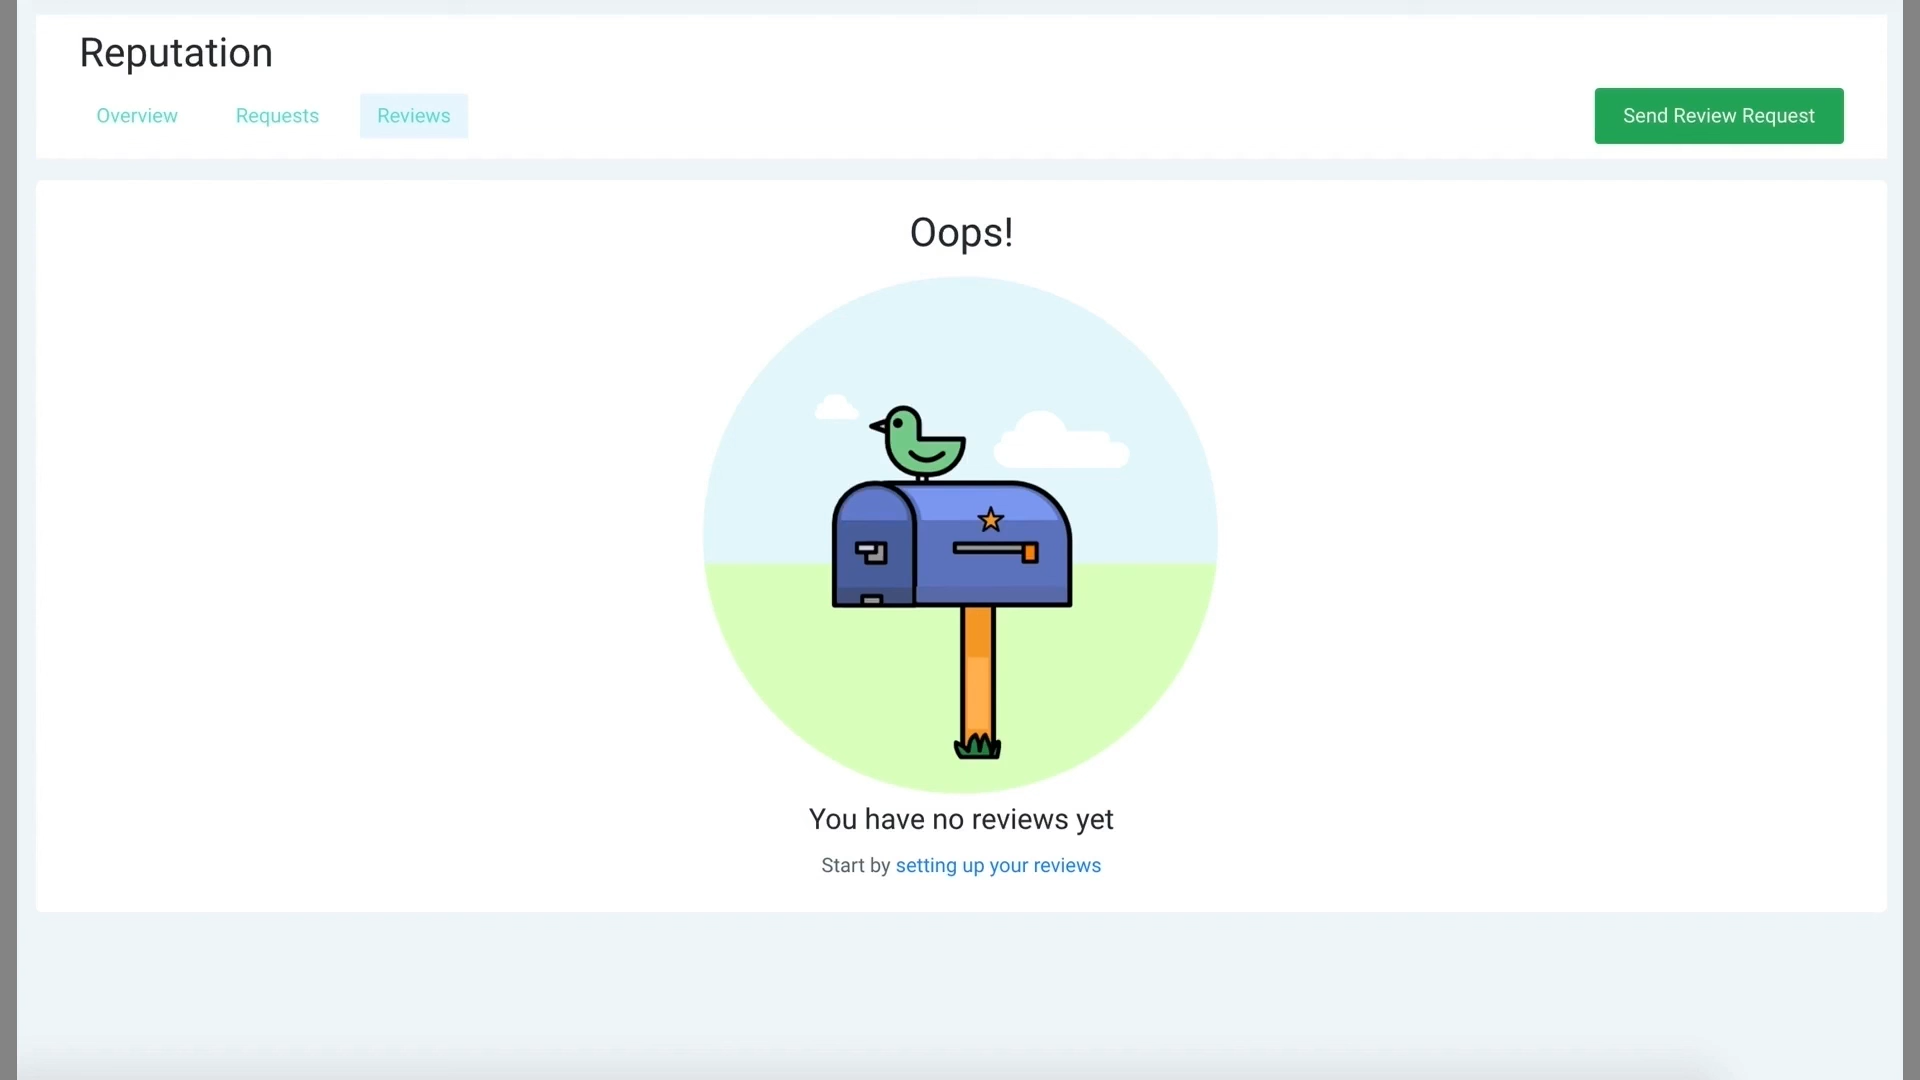 Reputation
Overview
Requests
Reviews
Send Review Request
Oops!
You have no reviews yet
Start by setting up your reviews